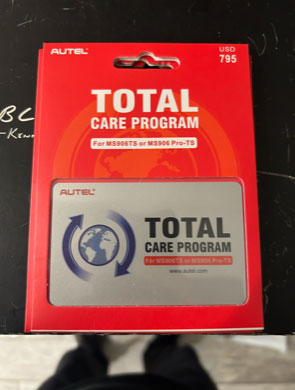 AUTEL
USD
795
TOTAL
CARE PROGRAM
For MS906TS or MS906 Pro-TS
AUTEL
TOTAL
CARE PROGRAM
For MS906TS or MS906 Pro-TS
www.autel.com